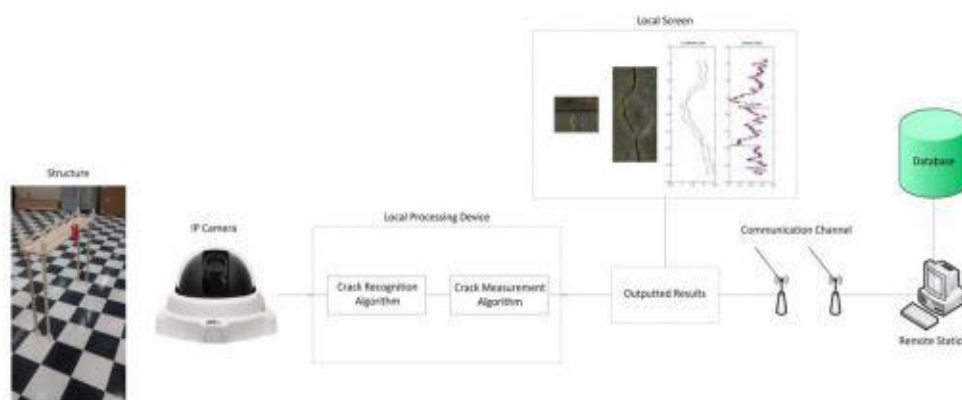 Local Screen
Structure
IP Camera
Local Processing Device
Crack Recognition
Algorithm
Crack Measurement
Algorithm
Outputted Results
Communication Channel
Database
Remote Station